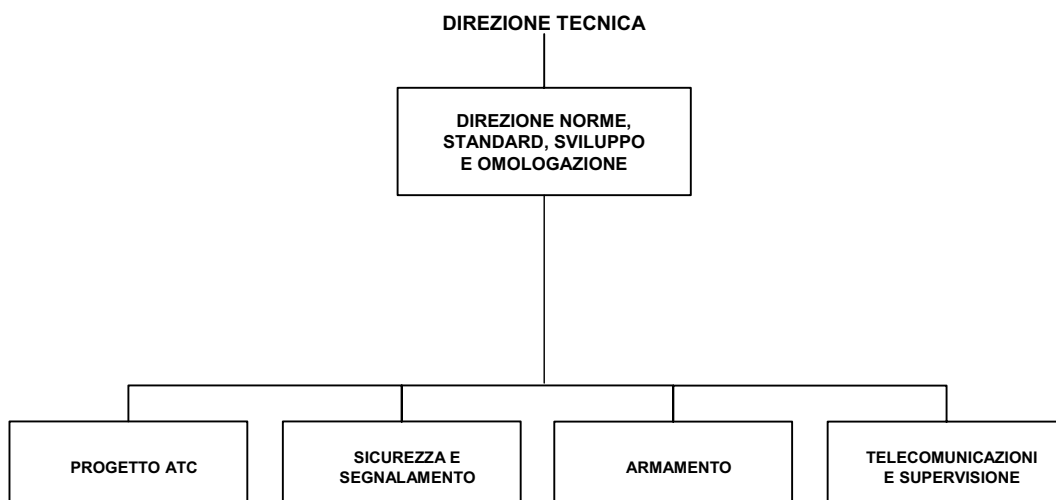 DIREZIONE TECNICA
DIREZIONE NORME,
STANDARD, SVILUPPO
E OMOLOGAZIONE
PROGETTO ATC
SICUREZZA E
SEGNALAMENTO
ARMAMENTO
TELECOMUNICAZIONI
E SUPERVISIONE